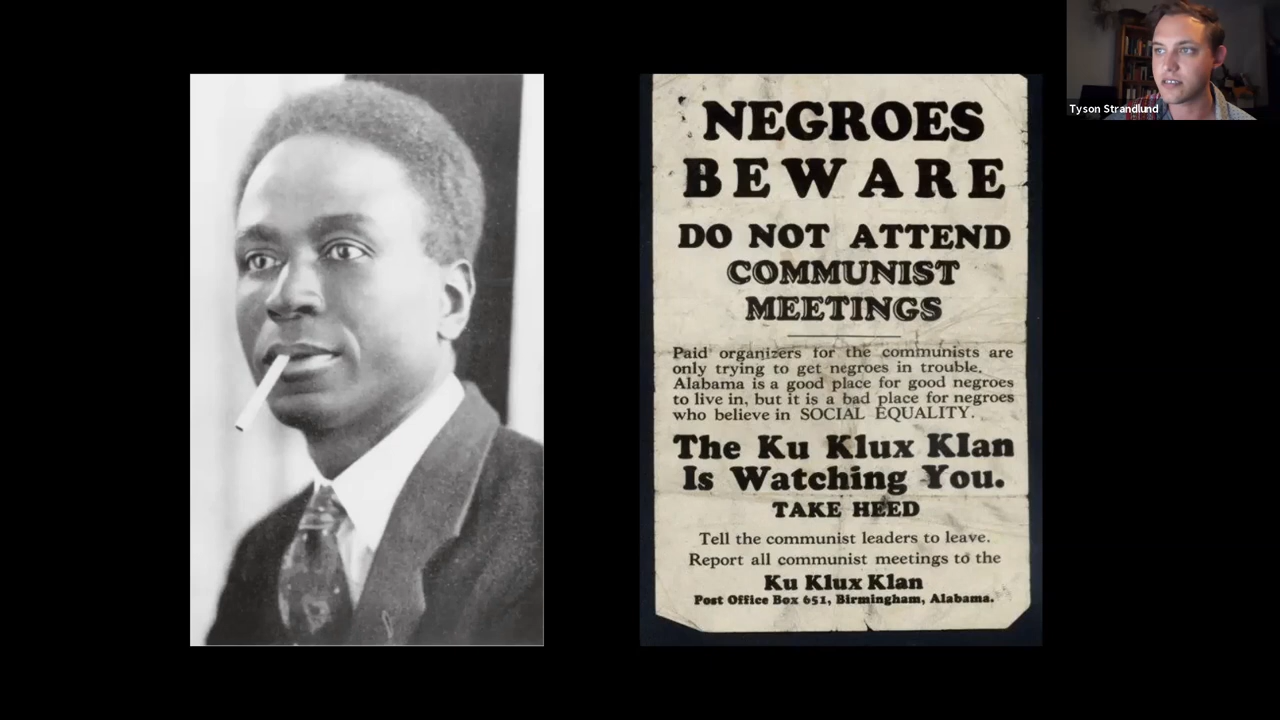 Tyson Strandlund
NEGROES
BEWARE
DO NOT ATTEND
COMMUNIST
MEETINGS
Paid organizers for the communists are
only trying to get negroes in trouble.
Alabama is a good place for good negroes
to live in, but it is a bad place for negroes
who believe in SOCIAL EQUALITY.
The Ku Klux Klan
Is Watching You.
TAKE HEED
Tell the communist leaders to leave.
Report all communist meetings to the
Ku Klux Klan
Post Office Box 651, Birmingham, Alabama.